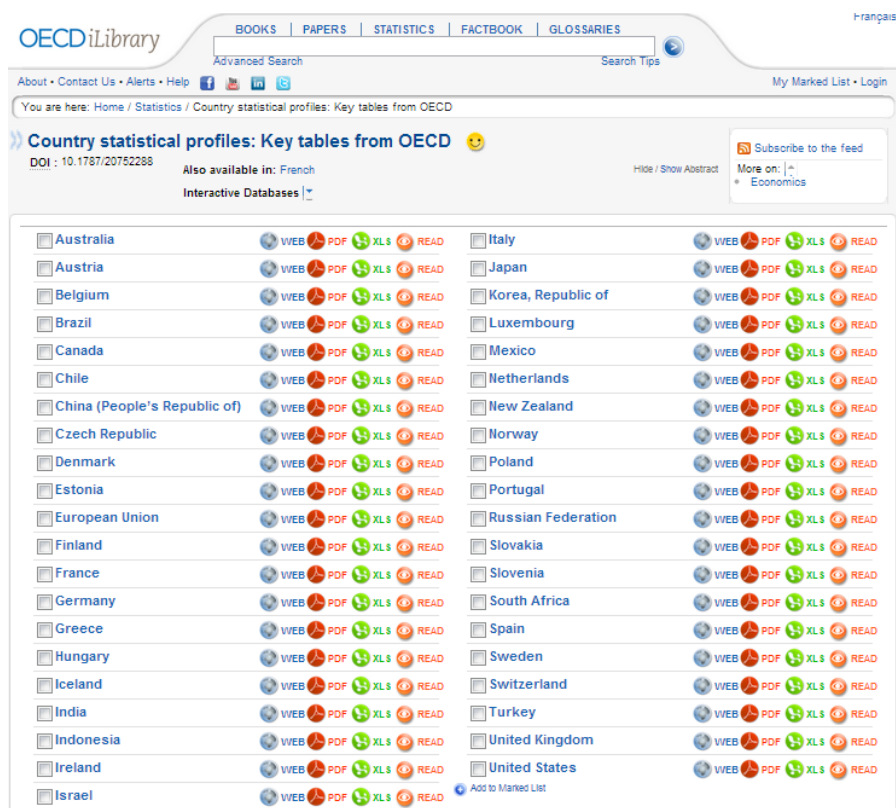 Français
OECDiLibrary
BOOKS | PAPERS | STATISTICS | FACTBOOK | GLOSSARIES
Advanced Search Search Tips
About • Contact Us • Alerts • Help
My Marked List • Login
You are here: Home / Statistics / Country statistical profiles: Key tables from OECD
Country statistical profiles: Key tables from OECD
DOI : 10.1787/20752288
Also available in: French
Interactive Databases
Hide / Show Abstract
Subscribe to the feed
More on:
Economics
Australia WEB PDF XLS READ
Austria WEB PDF XLS READ
Belgium WEB PDF XLS READ
Brazil WEB PDF XLS READ
Canada WEB PDF XLS READ
Chile WEB PDF XLS READ
China (People's Republic of) WEB PDF XLS READ
Czech Republic WEB PDF XLS READ
Denmark WEB PDF XLS READ
Estonia WEB PDF XLS READ
European Union WEB PDF XLS READ
Finland WEB PDF XLS READ
France WEB PDF XLS READ
Germany WEB PDF XLS READ
Greece WEB PDF XLS READ
Hungary WEB PDF XLS READ
Iceland WEB PDF XLS READ
India WEB PDF XLS READ
Indonesia WEB PDF XLS READ
Ireland WEB PDF XLS READ
Israel WEB PDF XLS READ
Italy WEB PDF XLS READ
Japan WEB PDF XLS READ
Korea, Republic of WEB PDF XLS READ
Luxembourg WEB PDF XLS READ
Mexico WEB PDF XLS READ
Netherlands WEB PDF XLS READ
New Zealand WEB PDF XLS READ
Norway WEB PDF XLS READ
Poland WEB PDF XLS READ
Portugal WEB PDF XLS READ
Russian Federation WEB PDF XLS READ
Slovakia WEB PDF XLS READ
Slovenia WEB PDF XLS READ
South Africa WEB PDF XLS READ
Spain WEB PDF XLS READ
Sweden WEB PDF XLS READ
Switzerland WEB PDF XLS READ
Turkey WEB PDF XLS READ
United Kingdom WEB PDF XLS READ
United States WEB PDF XLS READ
Add to Marked List